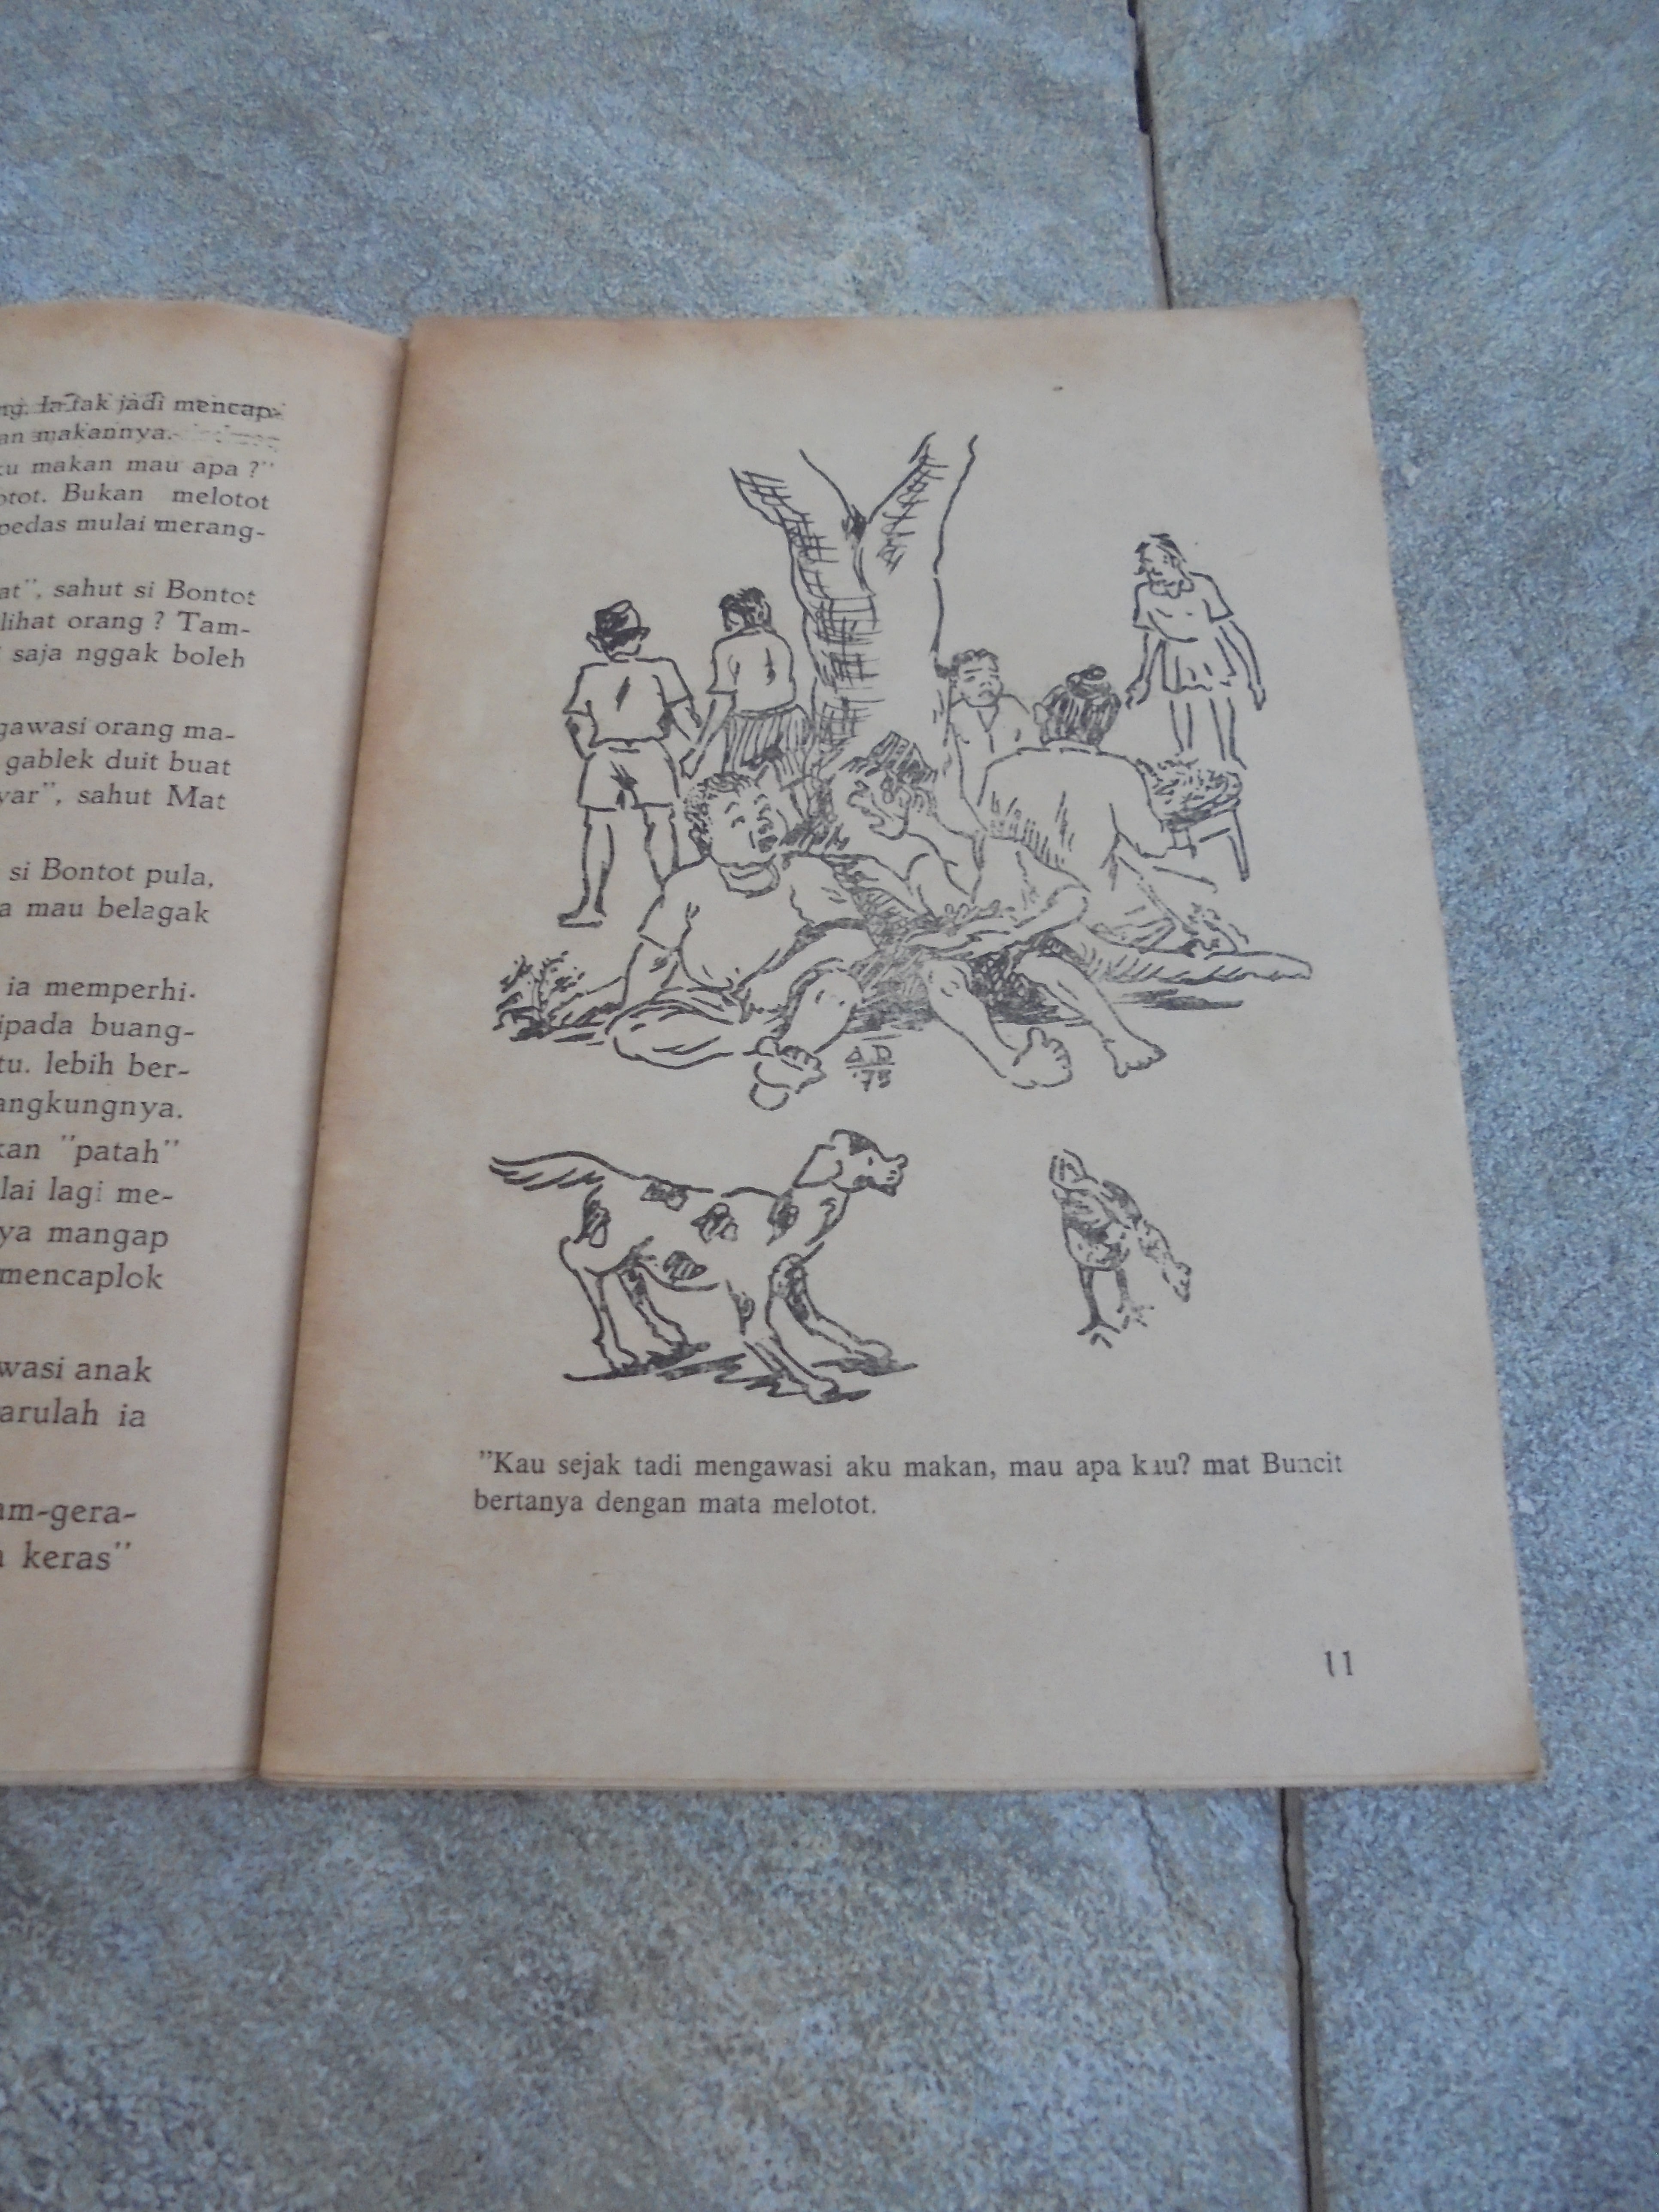 Ia tak jadi mencap-
an makannya.
ku makan mau apa ?"
otot. Bukan melotot
pedas mulai merang-
at", sahut si Bontot
lihat orang ? Tam-
saja nggak boleh
gawasi orang ma-
gablek duit buat
yar", sahut Mat
si Bontot pula,
a mau belagak
ia memperhi-
ipada buang-
tu. lebih ber-
angkungnya.
kan "patah"
lai lagi me-
ya mangap
mencaplok
wasi anak
arulah ia
am-gera-
keras"
75
"Kau sejak tadi mengawasi aku makan, mau apa kau? mat Buncit
bertanya dengan mata melotot.
11